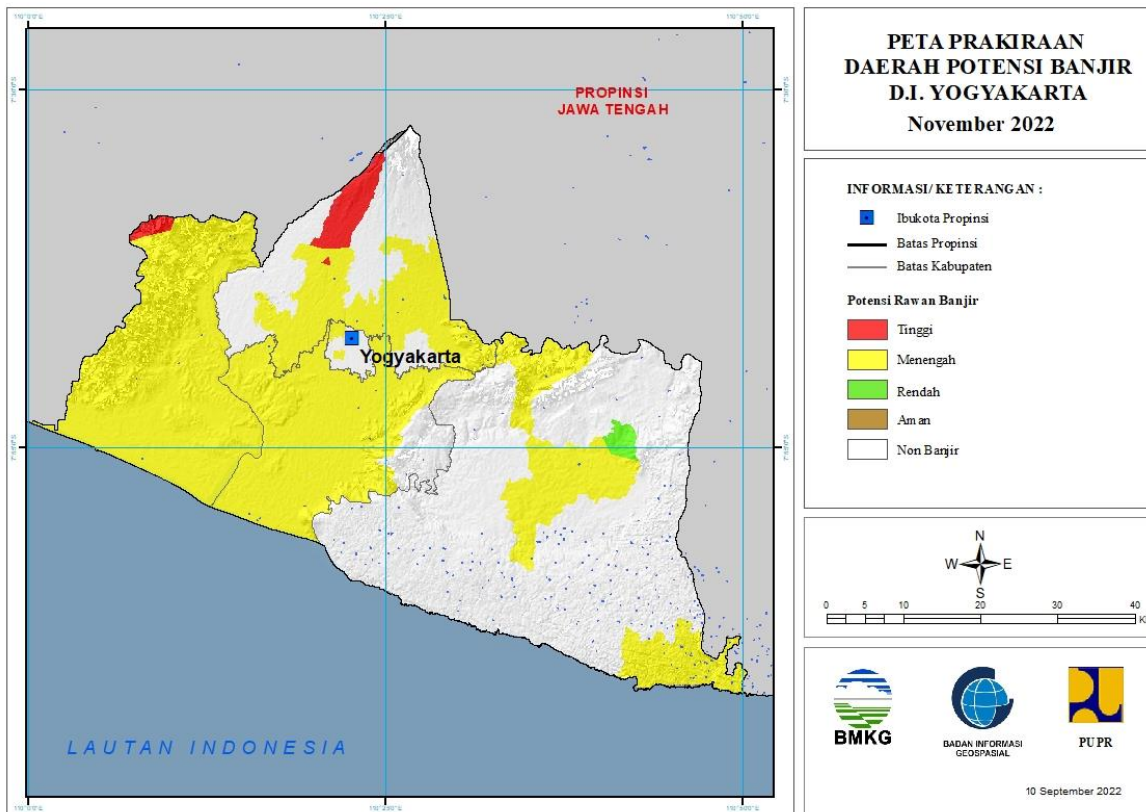 PETA PRAKIRAAN
DAERAH POTENSI BANJIR
D.I. YOGYAKARTA
November 2022
PROPINSI
JAWA TENGAH
Yogyakarta
LAUTAN INDONESIA
INFORMASI/ KETERANGAN :
Ibukota Propinsi
Batas Propinsi
Batas Kabupaten
Potensi Rawan Banjir
Tinggi
Menengah
Rendah
Aman
Non Banjir
N
W E
S
0 5 10 20 30 40
BMKG
BADAN INFORMASI
GEOSPASIAL
PUPR
10 September 2022